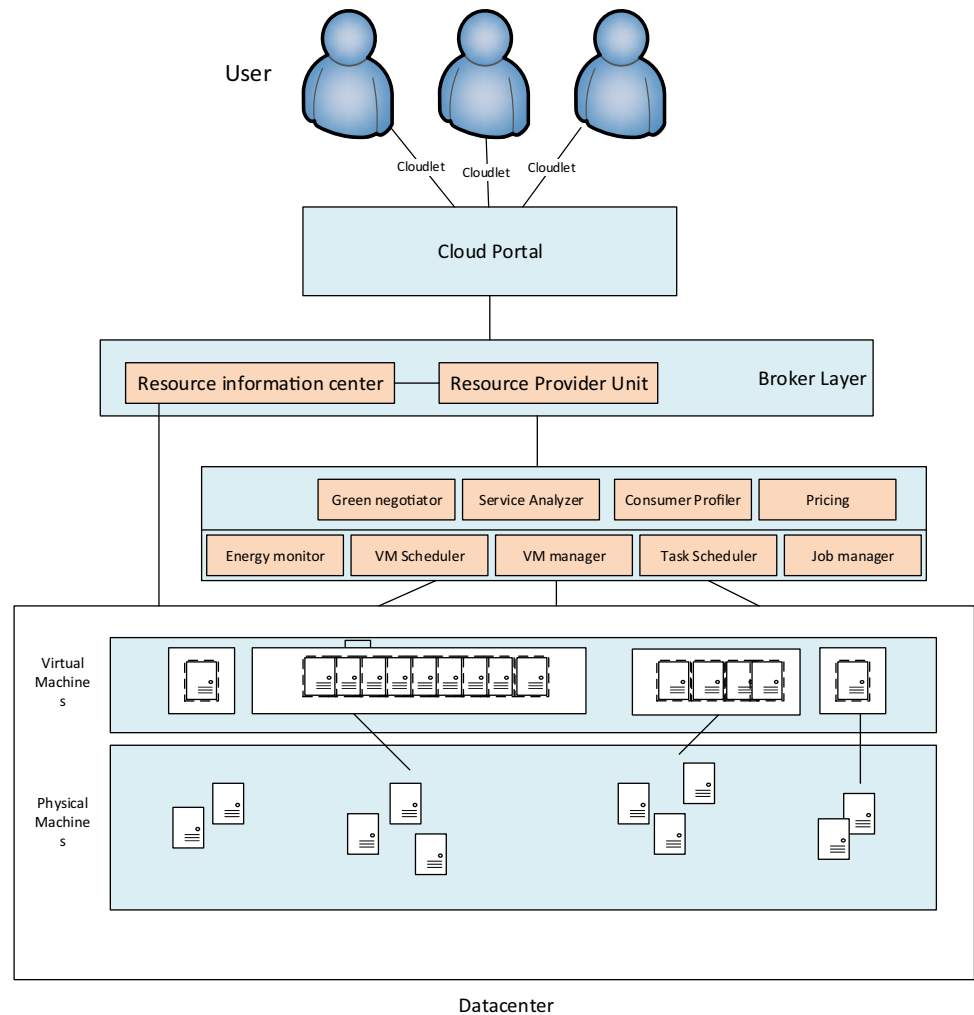 User
Cloudlet
Cloudlet
Cloudlet
Cloud Portal
Resource information center
Resource Provider Unit
Broker Layer
Green negotiator
Service Analyzer
Consumer Profiler
Pricing
Energy monitor
VM Scheduler
VM manager
Task Scheduler
Job manager
Virtual
Machine
s
Physical
Machine
s
Datacenter